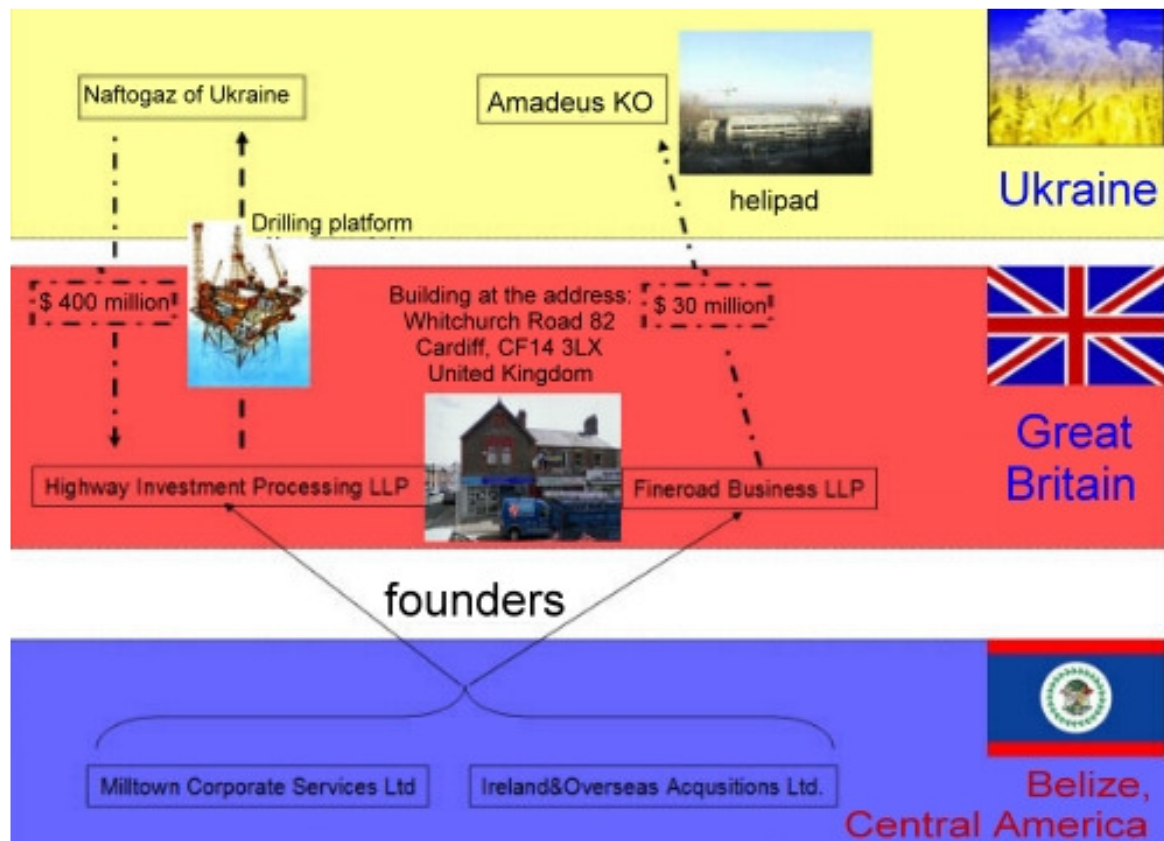 Naftogaz of Ukraine
Amadeus KO
helipad
Ukraine
Drilling platform
$ 400 million
Building at the address:
Whitchurch Road 82
Cardiff, CF14 3LX
United Kingdom
$ 30 million
Great
Britain
Highway Investment Processing LLP
Fineroad Business LLP
founders
Milltown Corporate Services Ltd
Ireland&Overseas Acqusitions Ltd.
Belize,
Central America